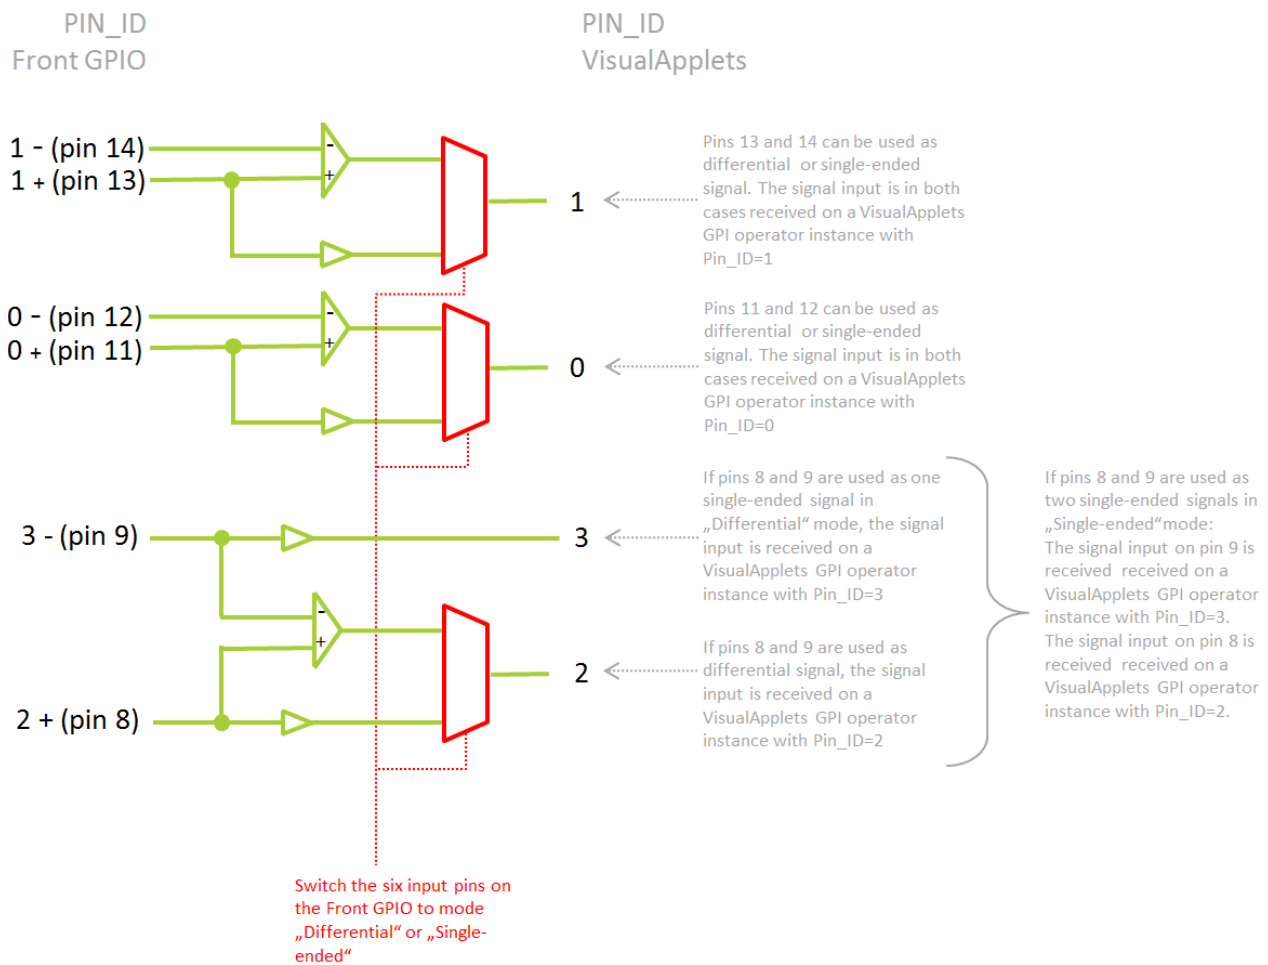 PIN_ID
Front GPIO
PIN_ID
VisualApplets
1 - (pin 14)
1 + (pin 13)
-
+
1
Pins 13 and 14 can be used as
differential or single-ended
signal. The signal input is in both
cases received on a VisualApplets
GPI operator instance with
Pin_ID=1
0 - (pin 12)
0 + (pin 11)
-
+
0
Pins 11 and 12 can be used as
differential or single-ended
signal. The signal input is in both
cases received on a VisualApplets
GPI operator instance with
Pin_ID=0
3 - (pin 9)
3
If pins 8 and 9 are used as one
single-ended signal in
„Differential“ mode, the signal
input is received on a
VisualApplets GPI operator
instance with Pin_ID=3
-
+
2 + (pin 8)
2
If pins 8 and 9 are used as
differential signal, the signal
input is received on a
VisualApplets GPI operator
instance with Pin_ID=2
If pins 8 and 9 are used as
two single-ended signals in
„Single-ended“mode:
The signal input on pin 9 is
received received on a
VisualApplets GPI operator
instance with Pin_ID=3.
The signal input on pin 8 is
received received on a
VisualApplets GPI operator
instance with Pin_ID=2.
Switch the six input pins on
the Front GPIO to mode
„Differential“ or „Single-
ended“